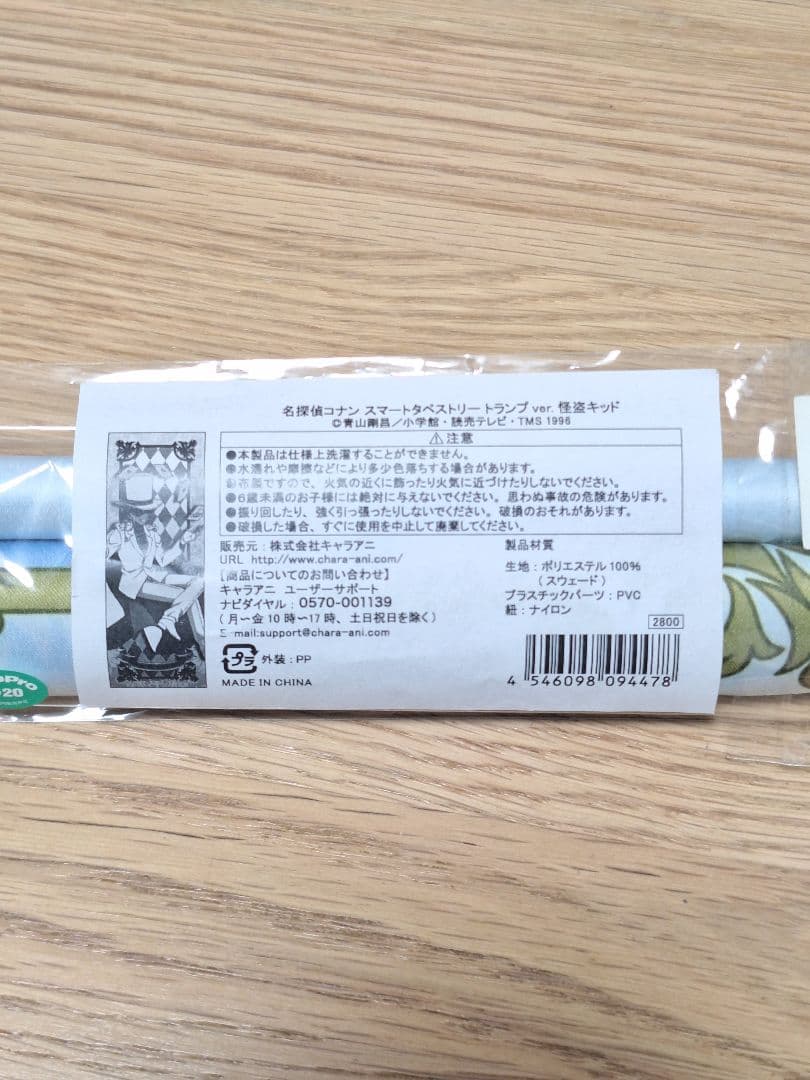 名探偵コナン スマートタペストリー トランプ ver. 怪盗キッド
©青山剛昌／小学館・読売テレビ・TMS 1996
⚠注意
●本製品は仕様上洗濯することができません。
●水濡れや摩擦などにより多少色落ちする場合があります。
●布製ですので、火気の近くに飾ったり火気に近づけたりしないでください。
●6歳未満のお子様には絶対に与えないでください。思わぬ事故の危険があります。
●振り回したり、強く引っ張ったりしないでください。破損のおそれがあります。
●破損した場合、すぐに使用を中止して廃棄してください。
販売元：株式会社キャラアニ
URL http://www.chara-ani.com/
【商品についてのお問い合わせ】
キャラアニ ユーザーサポート
ナビダイヤル：0570-001139
(月〜金10時〜17時、土日祝日を除く)
E-mail:support@chara-ani.com
プラ 外装：PP
MADE IN CHINA
製品材質
生地：ポリエステル100%
（スウェード）
プラスチックパーツ：PVC
紐：ナイロン
2800
4 546098 094478
pro
20